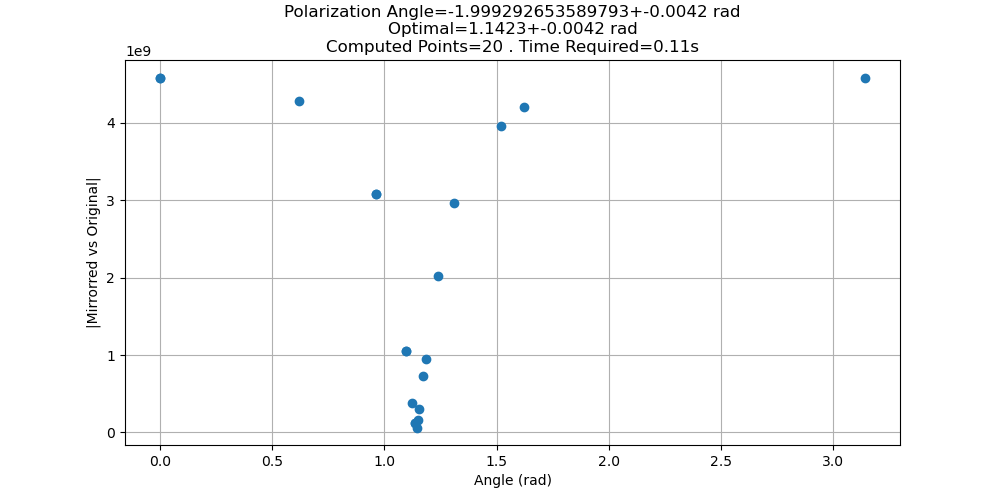 Polarization Angle=-1.999292653589793+-0.0042 rad
Optimal=1.1423+-0.0042 rad
Computed Points=20 . Time Required=0.11s
1e9
4
3
2
1
0
|Mirrorred vs Original|
0.0 0.5 1.0 1.5 2.0 2.5 3.0
Angle (rad)